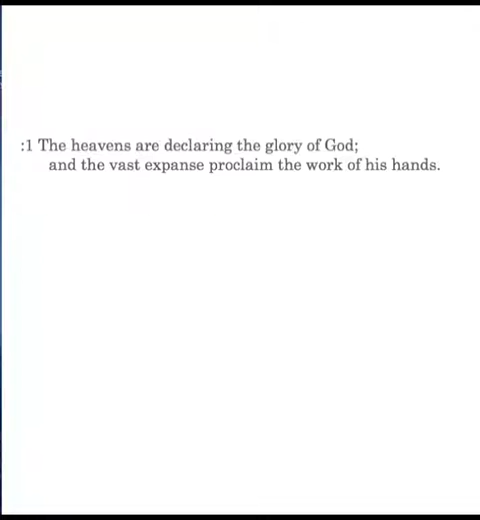 :1 The heavens are declaring the glory of God;
and the vast expanse proclaim the work of his hands.